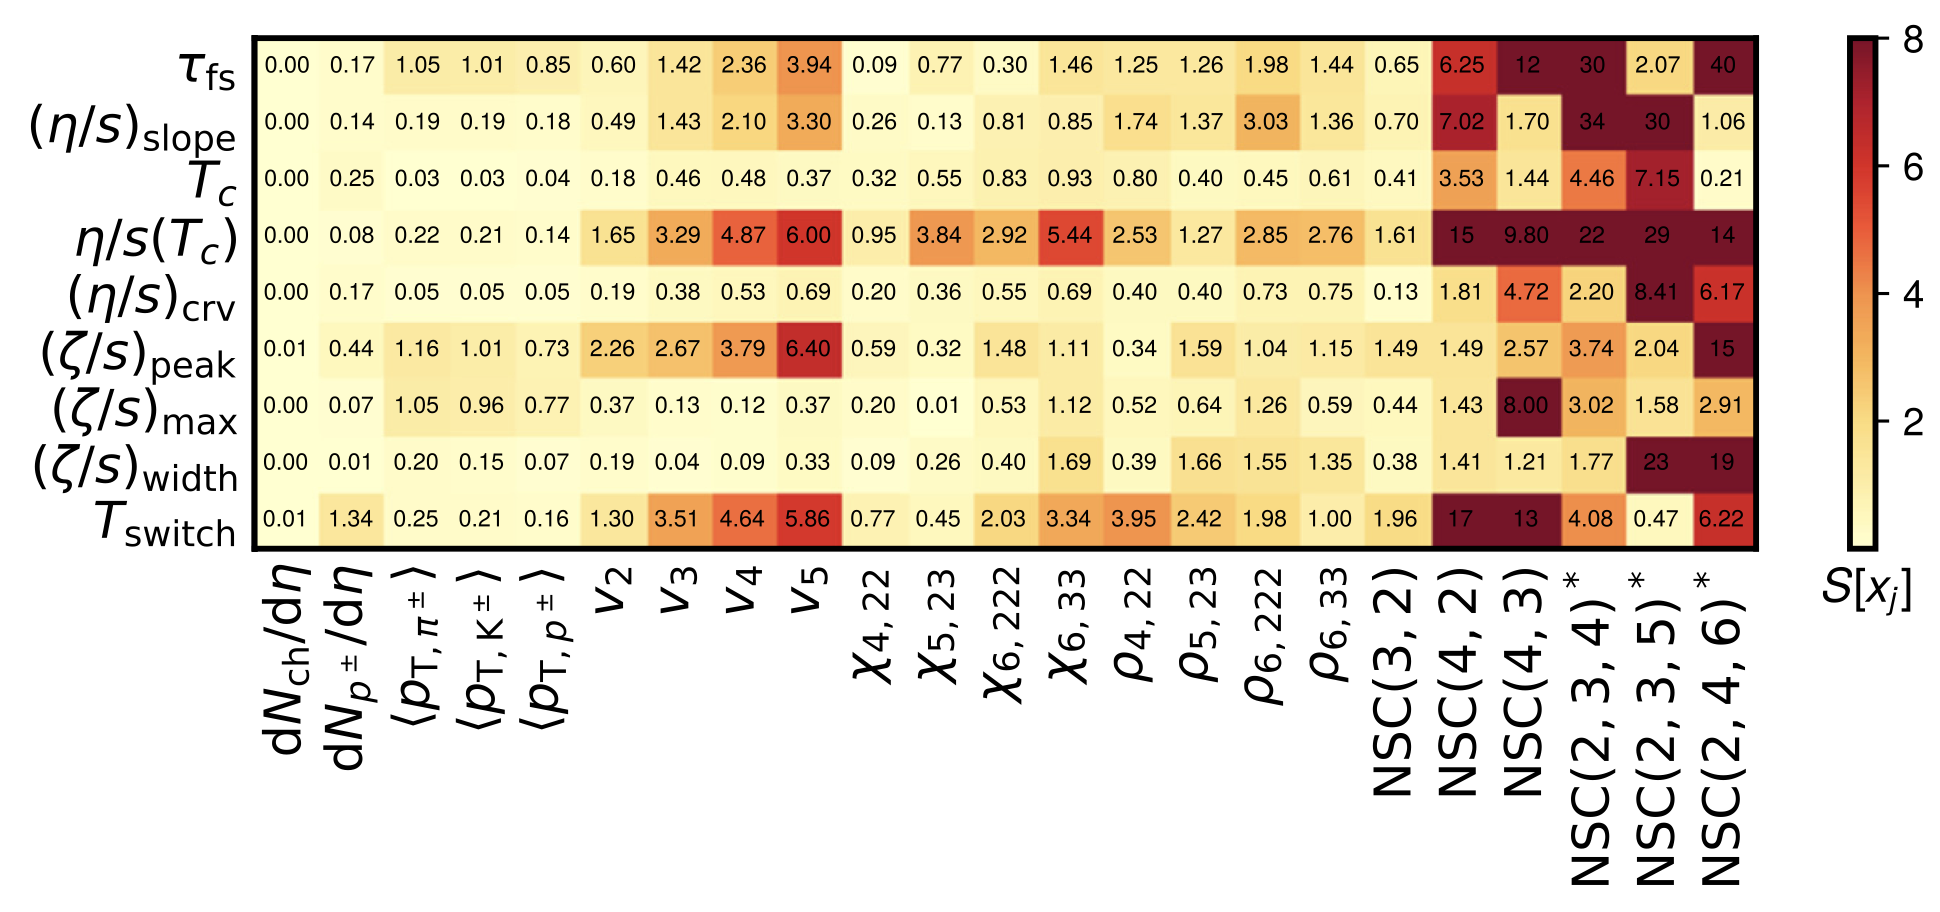 τfs 0.00 0.17 1.05 1.01 0.85 0.60 1.42 2.36 3.94 0.09 0.77 0.30 1.46 1.25 1.26 1.98 1.44 0.65 6.25 12 30 2.07 40
(η/s)slope 0.00 0.14 0.19 0.19 0.18 0.49 1.43 2.10 3.30 0.26 0.13 0.81 0.85 1.74 1.37 3.03 1.36 0.70 7.02 1.70 34 30 1.06
Tc 0.00 0.25 0.03 0.03 0.04 0.18 0.46 0.48 0.37 0.32 0.55 0.83 0.93 0.80 0.40 0.45 0.61 0.41 3.53 1.44 4.46 7.15 0.21
η/s(Tc) 0.00 0.08 0.22 0.21 0.14 1.65 3.29 4.87 6.00 0.95 3.84 2.92 5.44 2.53 1.27 2.85 2.76 1.61 15 9.80 22 29 14
(η/s)crv 0.00 0.17 0.05 0.05 0.05 0.19 0.38 0.53 0.69 0.20 0.36 0.55 0.69 0.40 0.40 0.73 0.75 0.13 1.81 4.72 2.20 8.41 6.17
(ζ/s)peak 0.01 0.44 1.16 1.01 0.73 2.26 2.67 3.79 6.40 0.59 0.32 1.48 1.11 0.34 1.59 1.04 1.15 1.49 1.49 2.57 3.74 2.04 15
(ζ/s)max 0.00 0.07 1.05 0.96 0.77 0.37 0.13 0.12 0.37 0.20 0.01 0.53 1.12 0.52 0.64 1.26 0.59 0.44 1.43 8.00 3.02 1.58 2.91
(ζ/s)width 0.00 0.01 0.20 0.15 0.07 0.19 0.04 0.09 0.33 0.09 0.26 0.40 1.69 0.39 1.66 1.55 1.35 0.38 1.41 1.21 1.77 23 19
Tswitch 0.01 1.34 0.25 0.21 0.16 1.30 3.51 4.64 5.86 0.77 0.45 2.03 3.34 3.95 2.42 1.98 1.00 1.96 17 13 4.08 0.47 6.22
dNch/dη
dNp±/dη
⟨pT, π±⟩
⟨pT, K±⟩
⟨pT, p±⟩
v2
v3
v4
v5
χ4, 22
χ5, 23
χ6, 222
χ6, 33
ρ4, 22
ρ5, 23
ρ6, 222
ρ6, 33
NSC(3, 2)
NSC(4, 2)
NSC(4, 3)
NSC(2, 3, 4)*
NSC(2, 3, 5)*
NSC(2, 4, 6)*
8
6
4
2
S[xj]